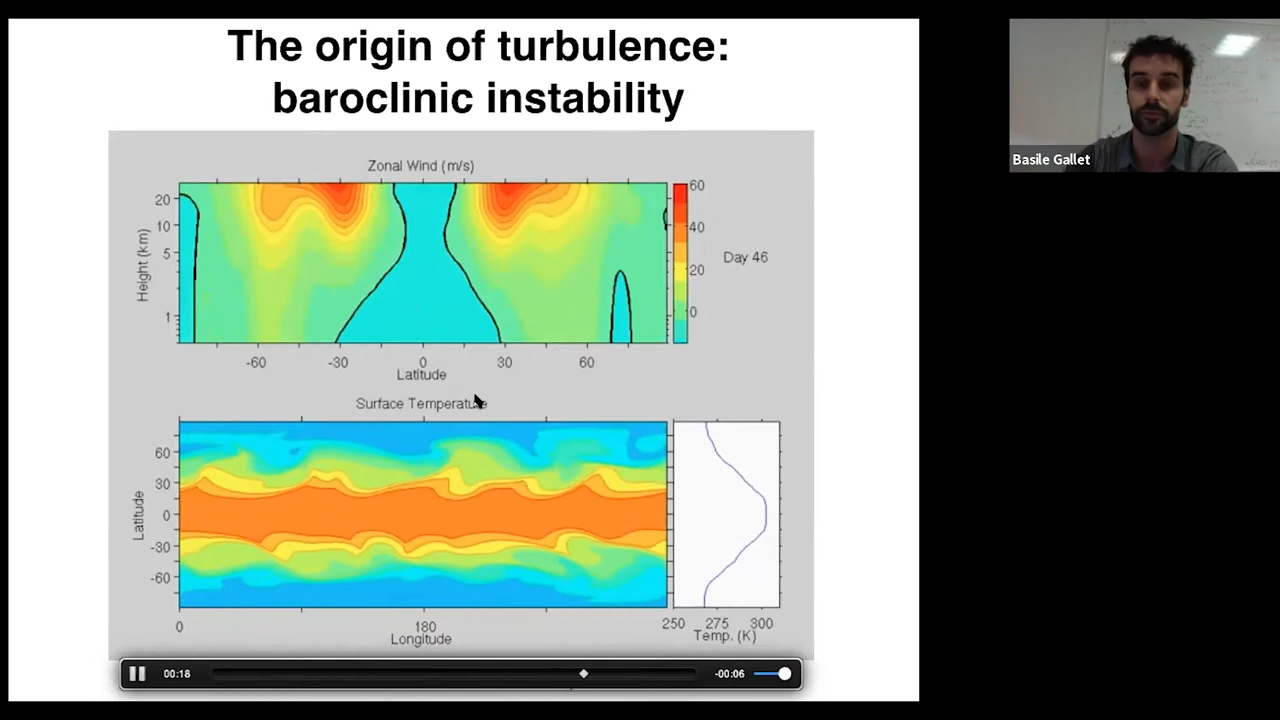 The origin of turbulence:
baroclinic instability
Basile Gallet
Zonal Wind (m/s)
20
10
5
1
Height (km)
-60 -30 0 30 60
Latitude
60
40
20
0
Day 46
Surface Temperature
60
30
0
-30
-60
Latitude
0 180
Longitude
250 275 300
Temp. (K)
00:18 -00:06